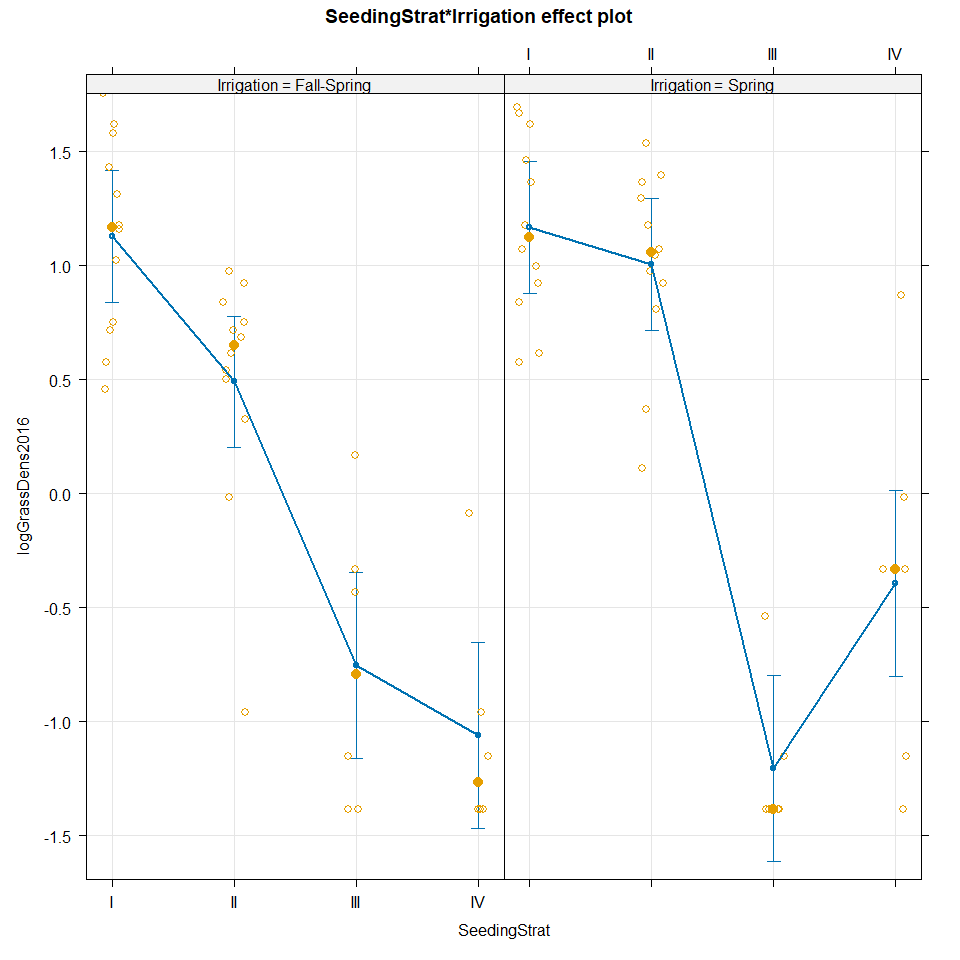 SeedingStrat*Irrigation effect plot
I II III IV
Irrigation = Fall-Spring Irrigation = Spring
1.5
1.0
0.5
0.0
-0.5
-1.0
-1.5
logGrassDens2016
I II III IV
SeedingStrat